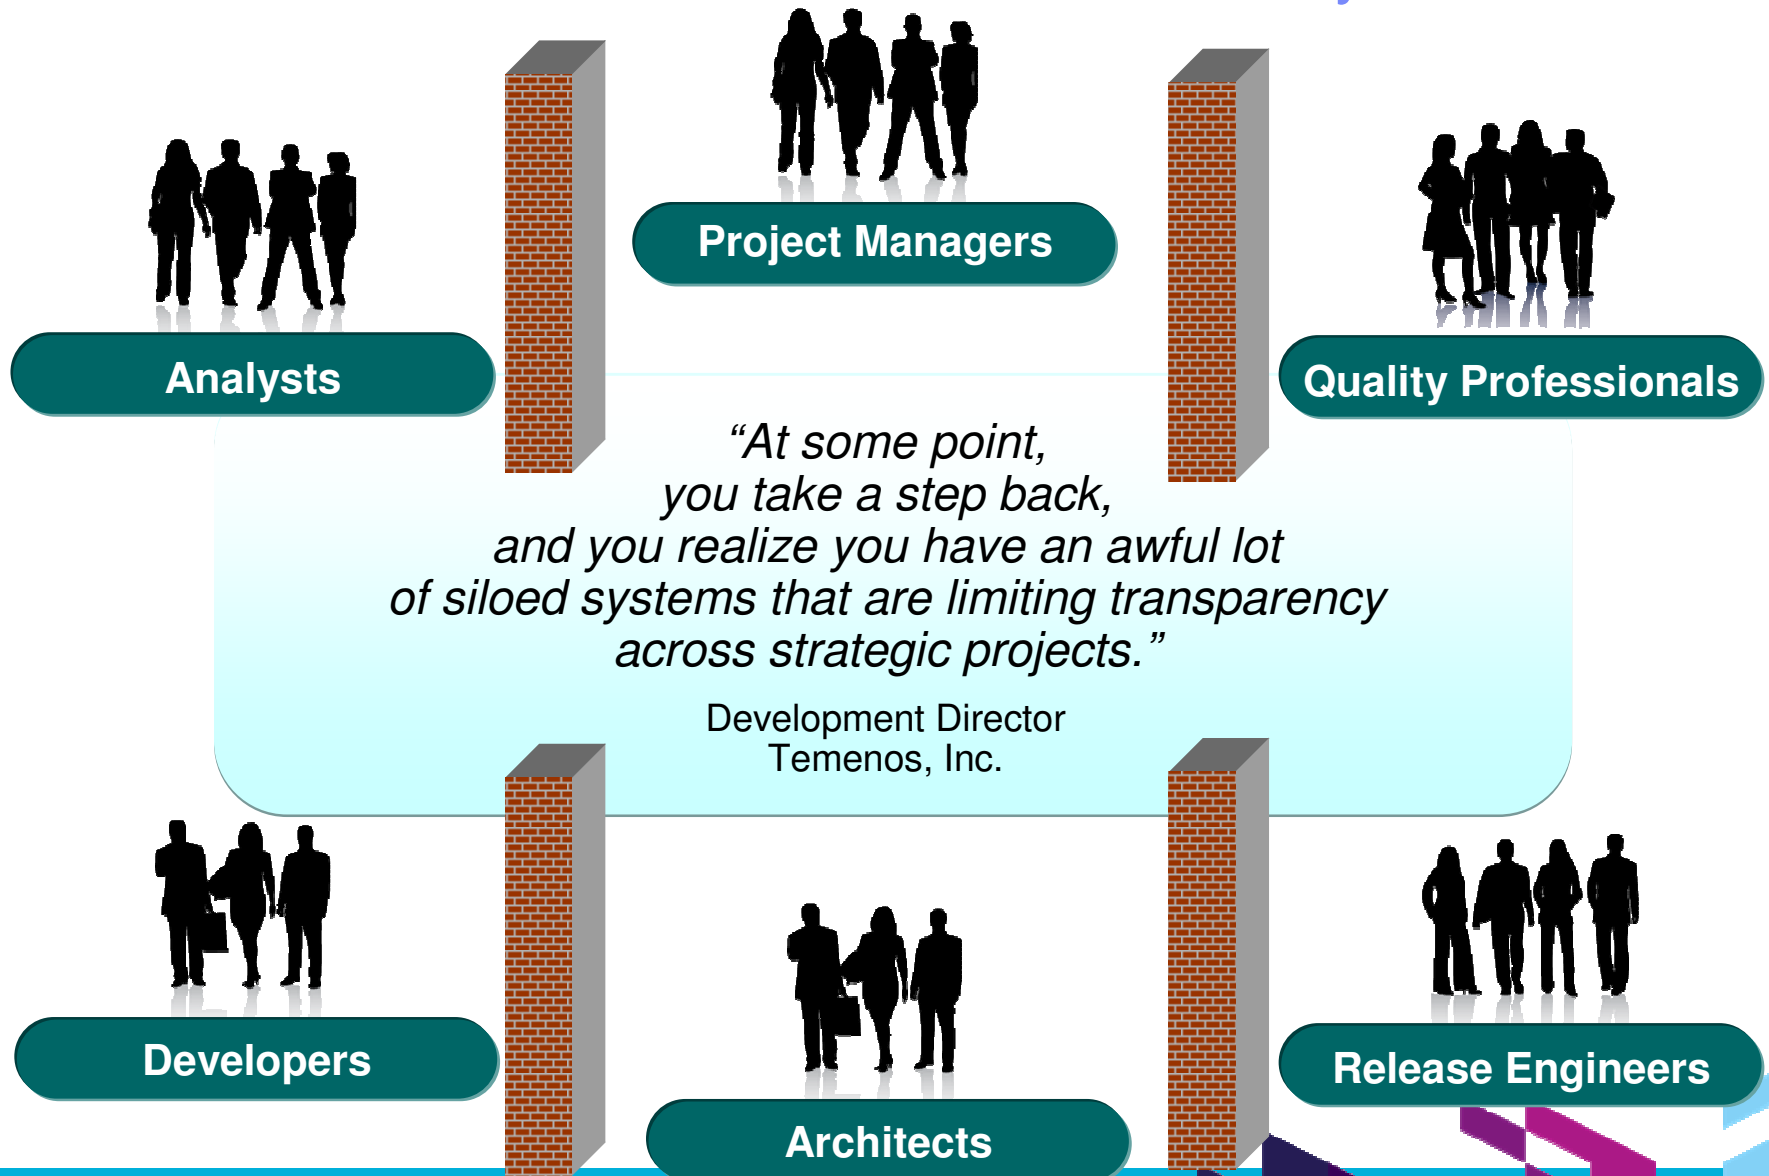 Project Managers
Analysts
Quality Professionals
“At some point,
you take a step back,
and you realize you have an awful lot
of siloed systems that are limiting transparency
across strategic projects.”
Development Director
Temenos, Inc.
Developers
Release Engineers
Architects